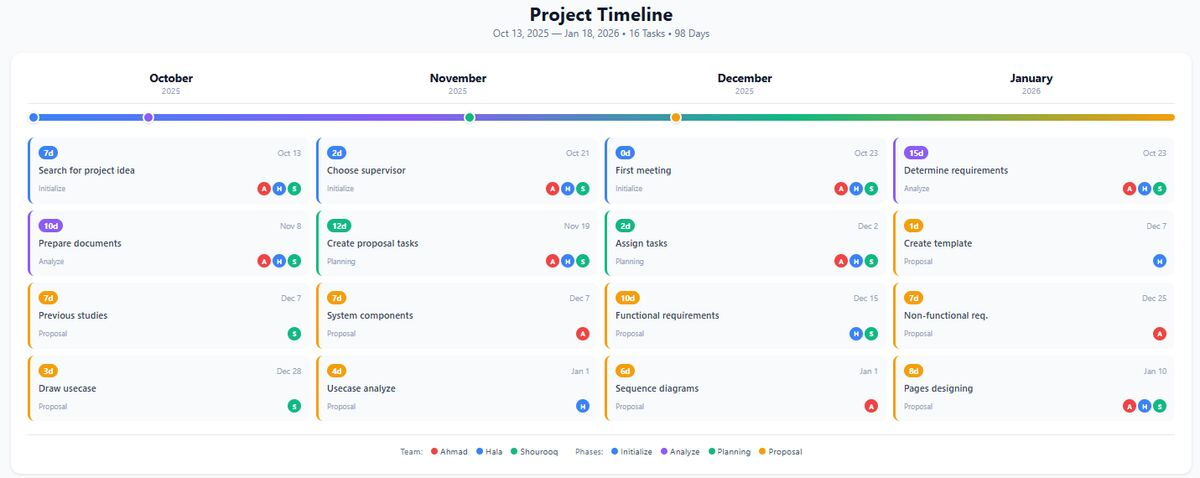 Project Timeline
Oct 13, 2025 — Jan 18, 2026 • 16 Tasks • 98 Days
October November December January
2025 2025 2025 2026
7d Oct 13
Search for project idea
Initialize A H S
2d Oct 21
Choose supervisor
Initialize A H S
0d Oct 23
First meeting
Initialize A H S
15d Oct 23
Determine requirements
Analyze A H S
10d Nov 8
Prepare documents
Analyze A H S
12d Nov 19
Create proposal tasks
Planning A H S
2d Dec 2
Assign tasks
Planning A H S
1d Dec 7
Create template
Proposal H
7d Dec 7
Previous studies
Proposal S
7d Dec 7
System components
Proposal A
10d Dec 15
Functional requirements
Proposal H S
7d Dec 25
Non-functional req.
Proposal A
3d Dec 28
Draw usecase
Proposal S
4d Jan 1
Usecase analyze
Proposal H
6d Jan 1
Sequence diagrams
Proposal A
8d Jan 10
Pages designing
Proposal A H S
Team: Ahmad Hala Shourooq Phases: Initialize Analyze Planning Proposal